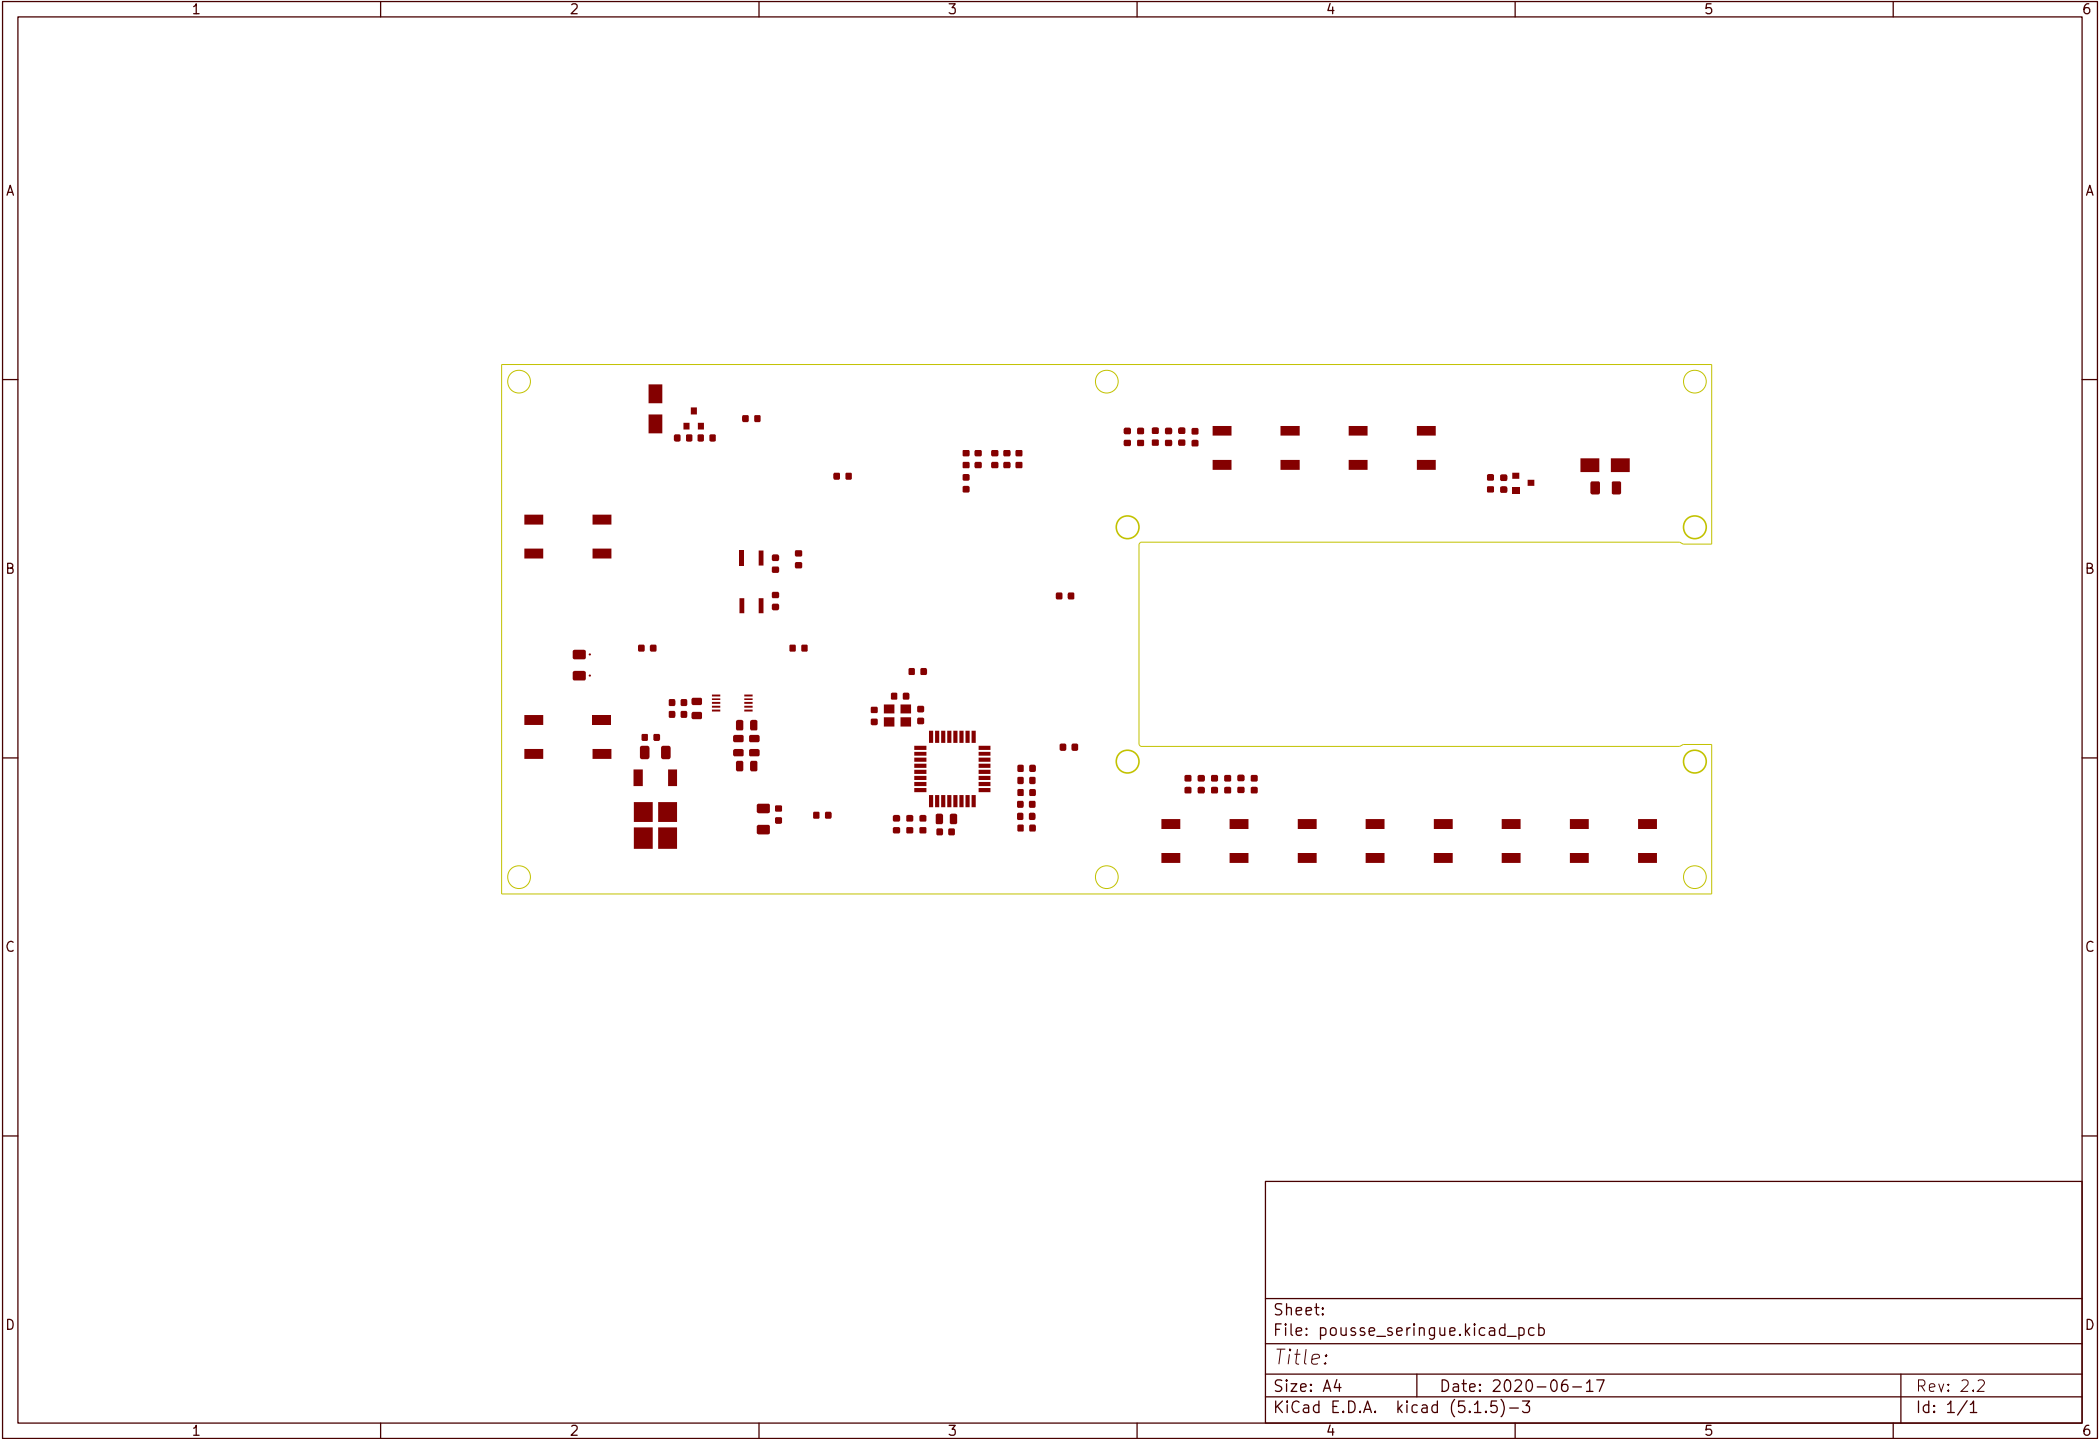 1 2 3 4 5 6
A A
B B
C C
D D
Sheet:
File: pousse_seringue.kicad_pcb
Title:
Size: A4 Date: 2020-06-17 Rev: 2.2
KiCad E.D.A. kicad (5.1.5)-3 Id: 1/1
1 2 3 4 5 6